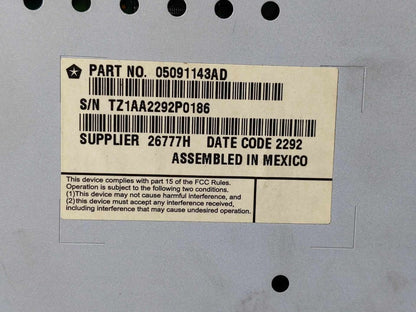 PART NO. 05091143AD
S/N TZ1AA2292P0186
SUPPLIER 26777H DATE CODE 2292
ASSEMBLED IN MEXICO
This device complies with part 15 of the FCC Rules.
Operation is subject to the following two conditions.
(1)This device may not cause harmful interference, and
(2)this device must accept any interference received,
including interference that may cause undesired operation.